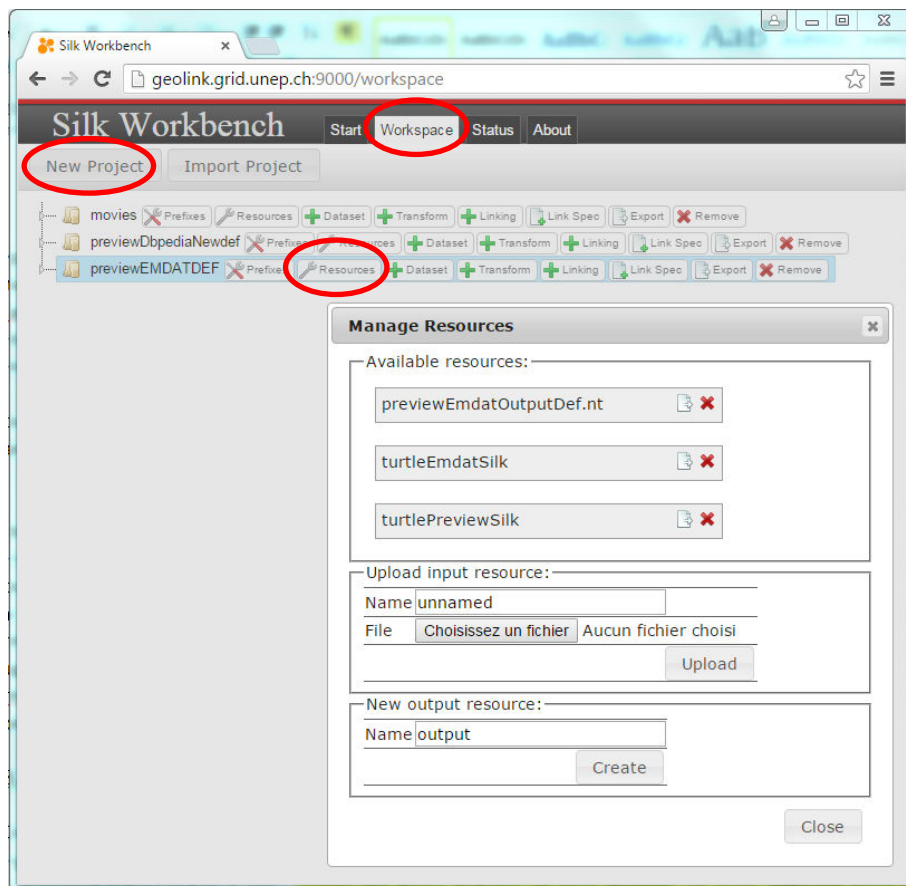 Silk Workbench
geolink.grid.unep.ch:9000/workspace
Silk Workbench Start Workspace Status About
New Project Import Project
movies Prefixes Resources Dataset Transform Linking Link Spec Export Remove
previewDbpediaNewdef Prefixes Resources Dataset Transform Linking Link Spec Export Remove
previewEMDATDEF Prefixes Resources Dataset Transform Linking Link Spec Export Remove
Manage Resources
Available resources:
previewEmdatOutputDef.nt
turtleEmdatSilk
turtlePreviewSilk
Upload input resource:
Name unnamed
File Choisissez un fichier Aucun fichier choisi
Upload
New output resource:
Name output
Create
Close